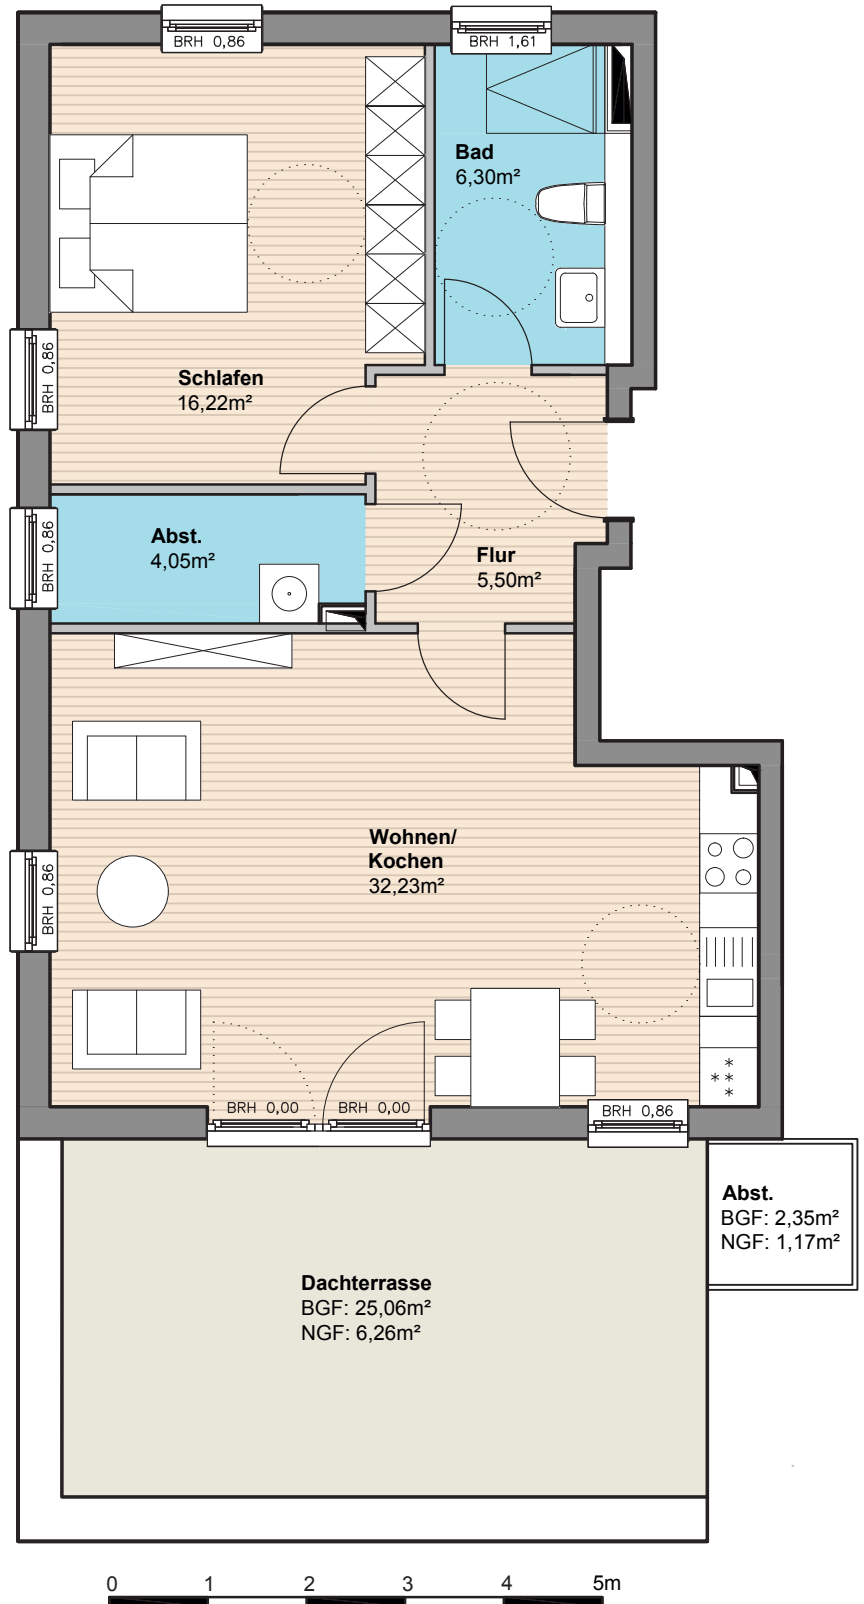 BRH 0,86
BRH 1,61
Bad
6,30m²
BRH 0,86
Schlafen
16,22m²
BRH 0,86
Abst.
4,05m²
Flur
5,50m²
Wohnen/
Kochen
32,23m²
BRH 0,86
BRH 0,00
BRH 0,00
BRH 0,86
Abst.
BGF: 2,35m²
NGF: 1,17m²
Dachterrasse
BGF: 25,06m²
NGF: 6,26m²
0 1 2 3 4 5m